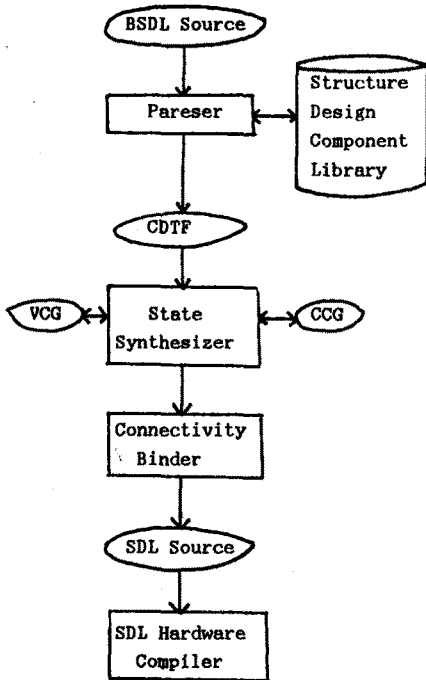 BSDL Source
Pareser
Structure
Design
Component
Library
CDTF
VCG
State
Synthesizer
CCG
Connectivity
Binder
SDL Source
SDL Hardware
Compiler